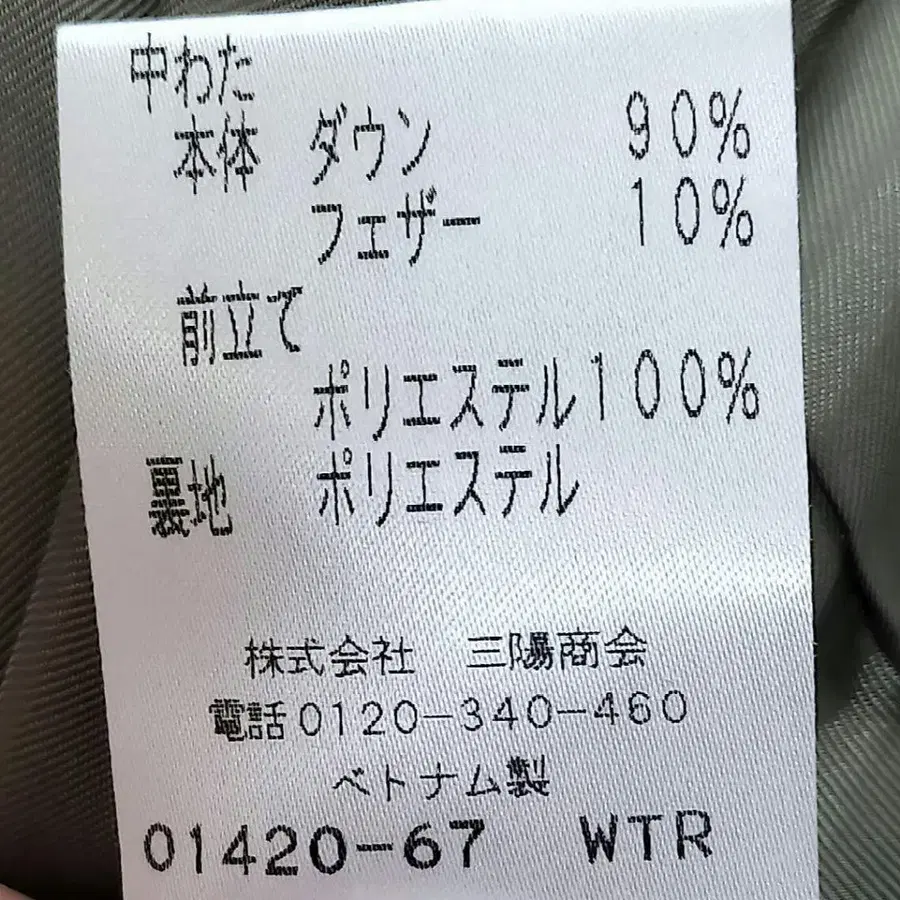 中わた
本体 ダウン 90%
フェザー 10%
前立て
ポリエステル100%
裏地 ポリエステル
株式会社 三陽商会
電話0120-340-460
ベトナム製
01420-67 WTR